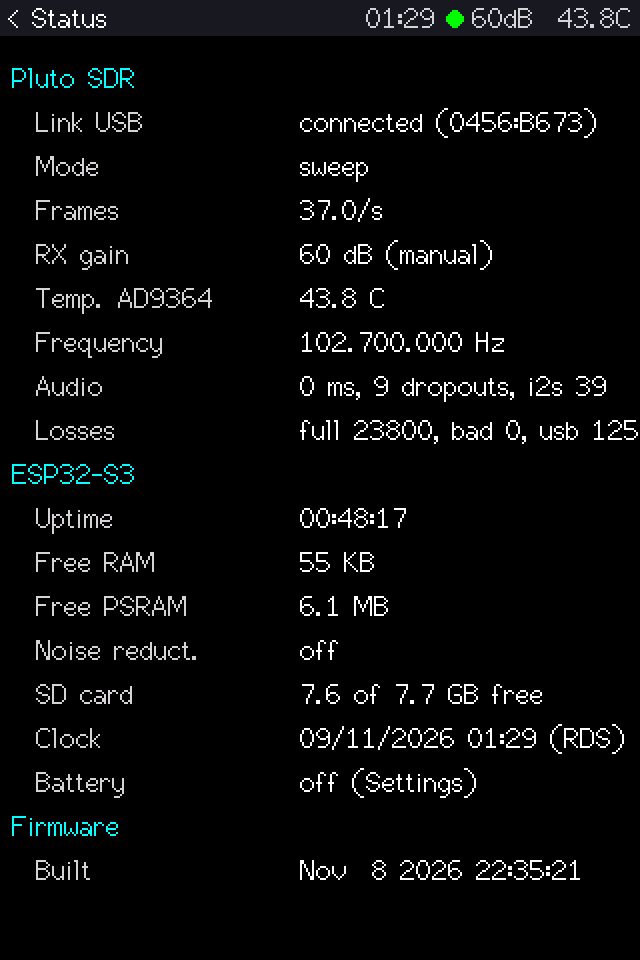 < Status 01:29 60dB 43.8C
Pluto SDR
Link USB connected (0456:B673)
Mode sweep
Frames 37.0/s
RX gain 60 dB (manual)
Temp. AD9364 43.8 C
Frequency 102.700.000 Hz
Audio 0 ms, 9 dropouts, i2s 39
Losses full 23800, bad 0, usb 125
ESP32-S3
Uptime 00:48:17
Free RAM 55 KB
Free PSRAM 6.1 MB
Noise reduct. off
SD card 7.6 of 7.7 GB free
Clock 09/11/2026 01:29 (RDS)
Battery off (Settings)
Firmware
Built Nov  8 2026 22:35:21